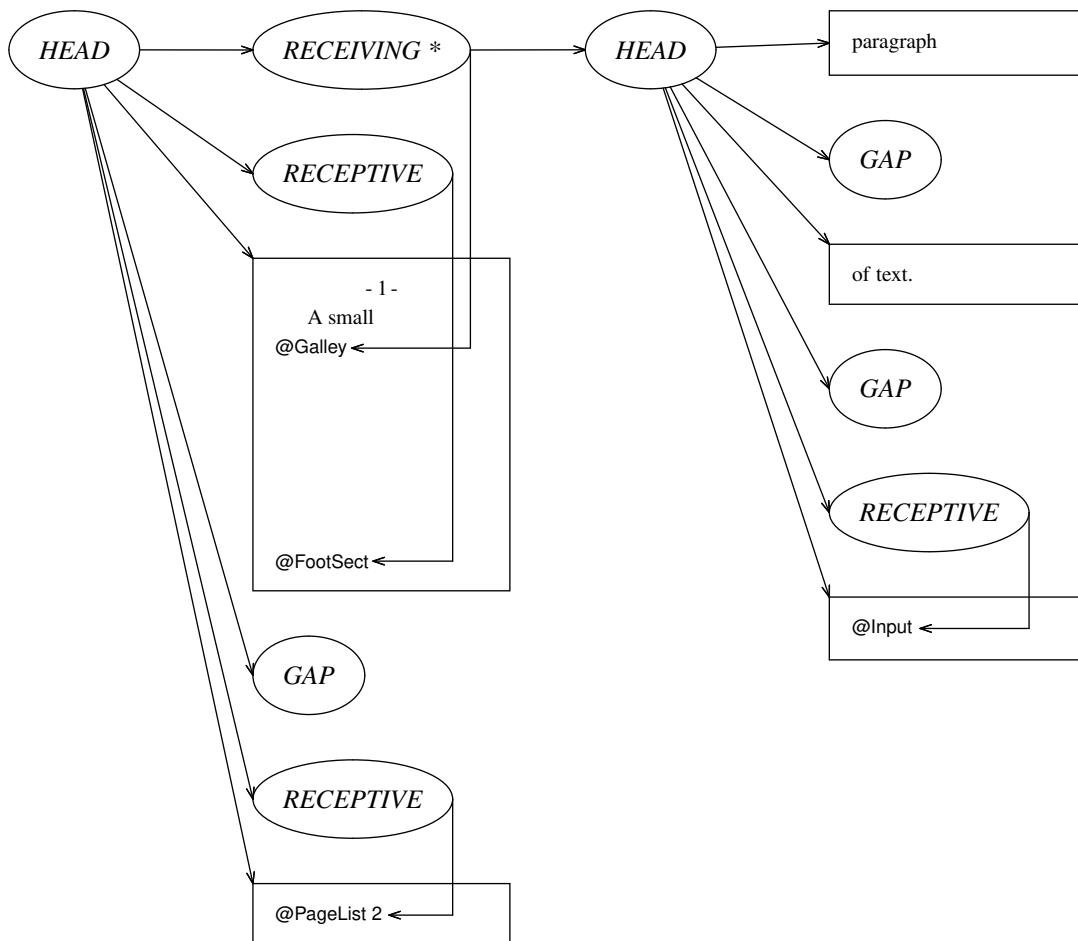 HEAD
RECEIVING *
HEAD
paragraph
RECEPTIVE
GAP
- 1 -
A small
@Galley
of text.
GAP
@FootSect
RECEPTIVE
@Input
GAP
RECEPTIVE
@PageList 2